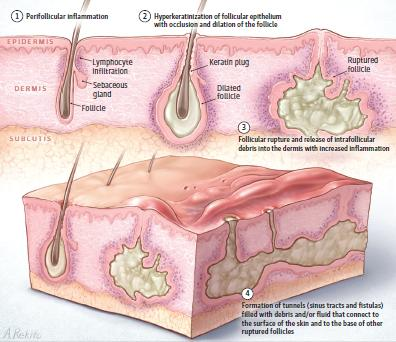 1 Perifollicular inflammation
2 Hyperkeratinization of follicular epithelium
with occlusion and dilation of the follicle
EPIDERMIS
Lymphocyte
infiltration
Keratin plug
Ruptured
follicle
DERMIS
Sebaceous
gland
Dilated
follicle
Follicle
3
SUBCUTIS
Follicular rupture and release of intrafollicular
debris into the dermis with increased inflammation
4
Formation of tunnels (sinus tracts and fistulas)
filled with debris and/or fluid that connect to
the surface of the skin and to the base of other
ruptured follicles
A. Rekito